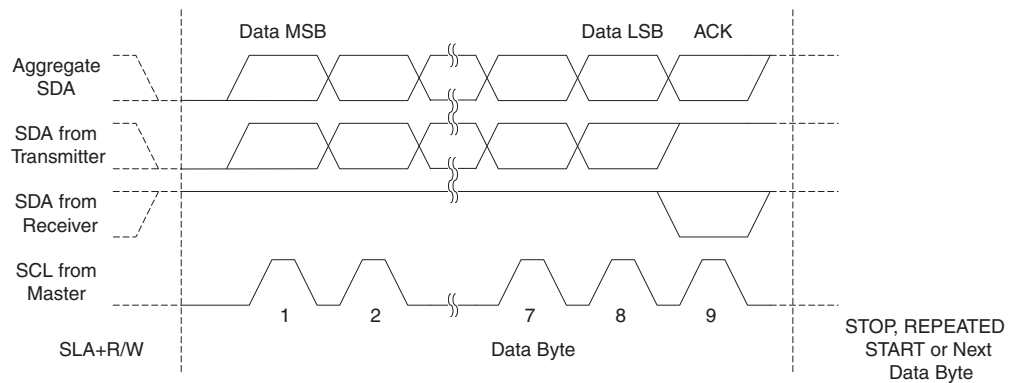 Data MSB
Data LSB
ACK
Aggregate
SDA
SDA from
Transmitter
SDA from
Receiver
SCL from
Master
1
2
7
8
9
SLA+R/W
Data Byte
STOP, REPEATED
START or Next
Data Byte